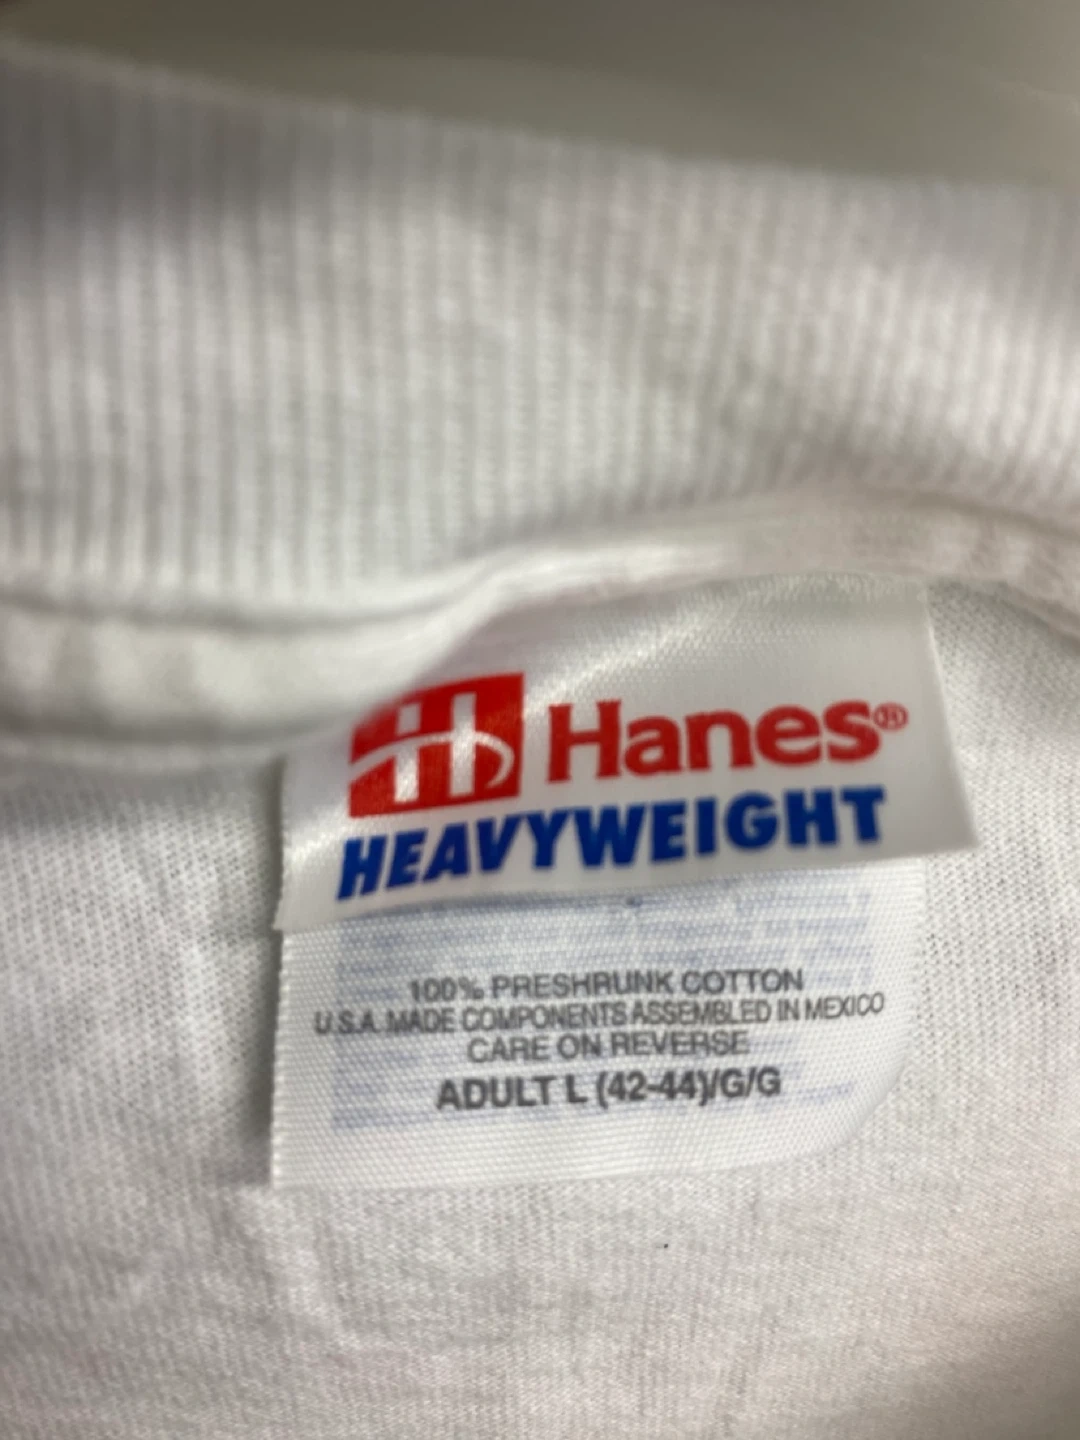 H Hanes®
HEAVYWEIGHT
100% PRESHRUNK COTTON
U.S.A. MADE COMPONENTS ASSEMBLED IN MEXICO
CARE ON REVERSE
ADULT L (42-44)/G/G